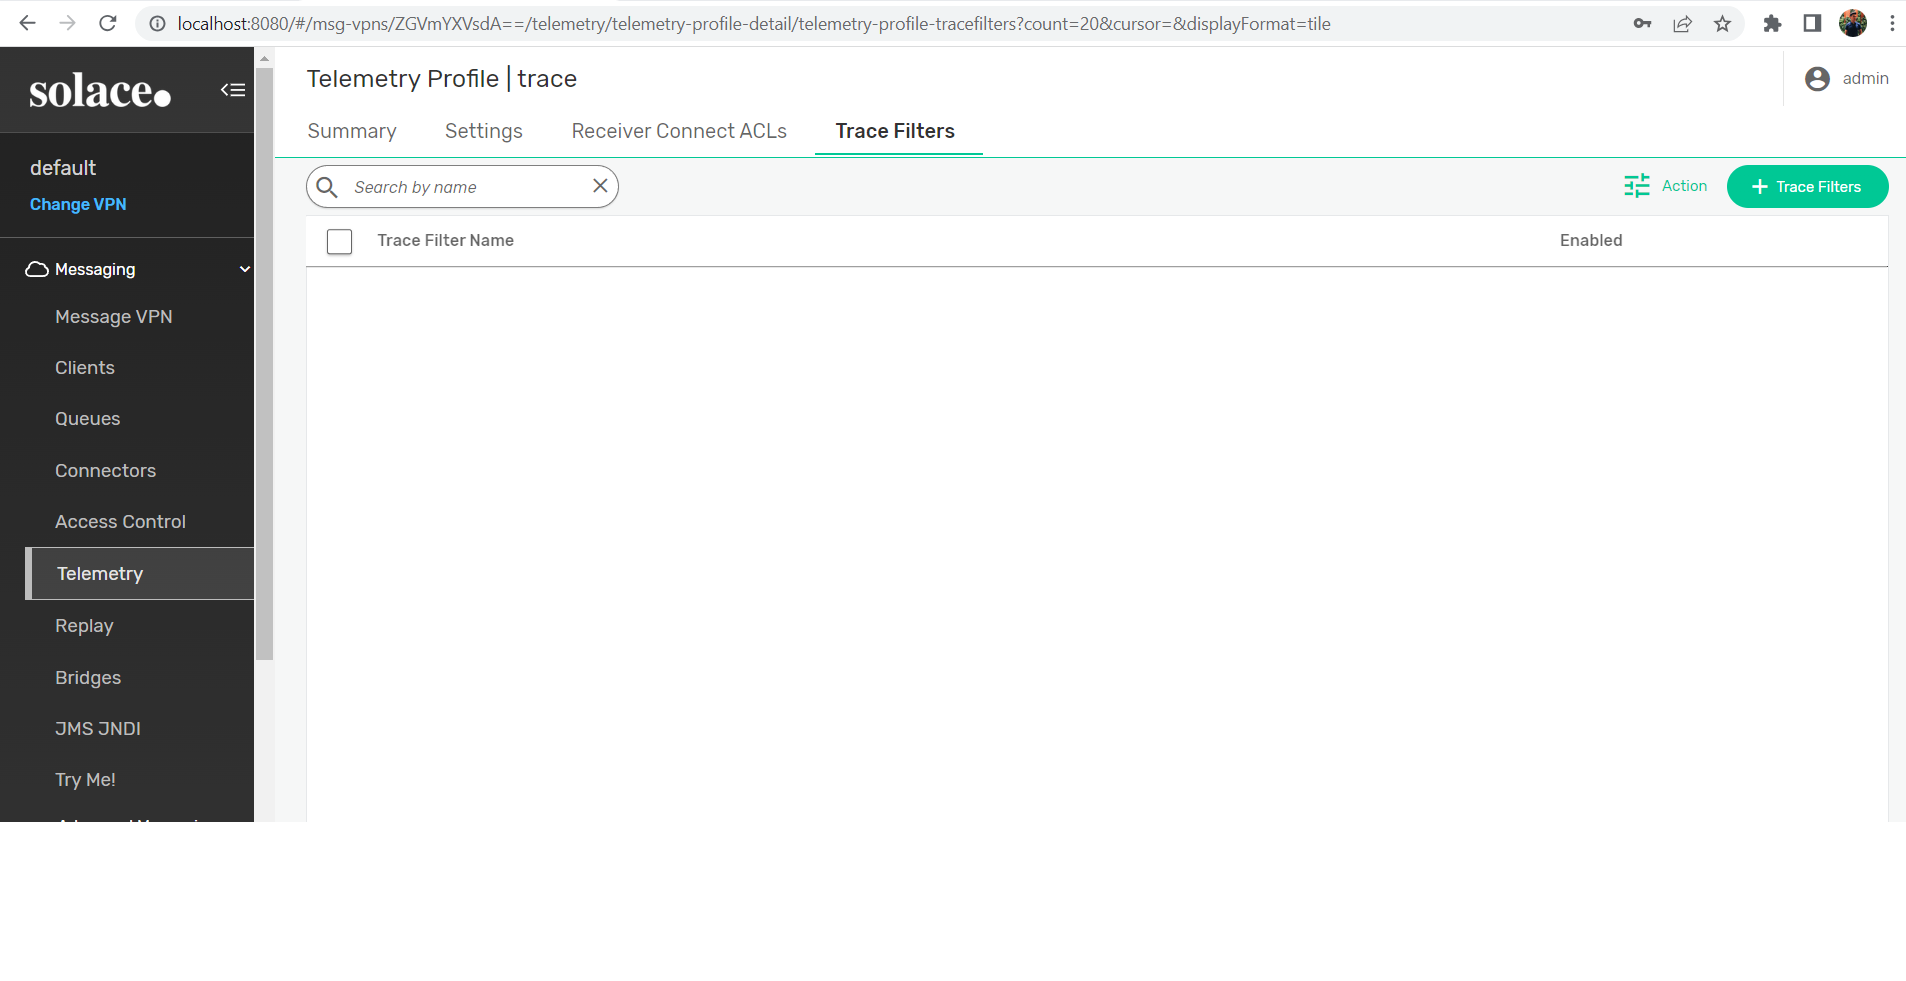 localhost:8080/#/msg-vpns/ZGVmYXVsdA==/telemetry/telemetry-profile-detail/telemetry-profile-tracefilters?count=20&cursor=&displayFormat=tile
solace.
Telemetry Profile | trace
admin
Summary
Settings
Receiver Connect ACLs
Trace Filters
default
Change VPN
Search by name
Action
+ Trace Filters
Trace Filter Name
Enabled
Messaging
Message VPN
Clients
Queues
Connectors
Access Control
Telemetry
Replay
Bridges
JMS JNDI
Try Me!